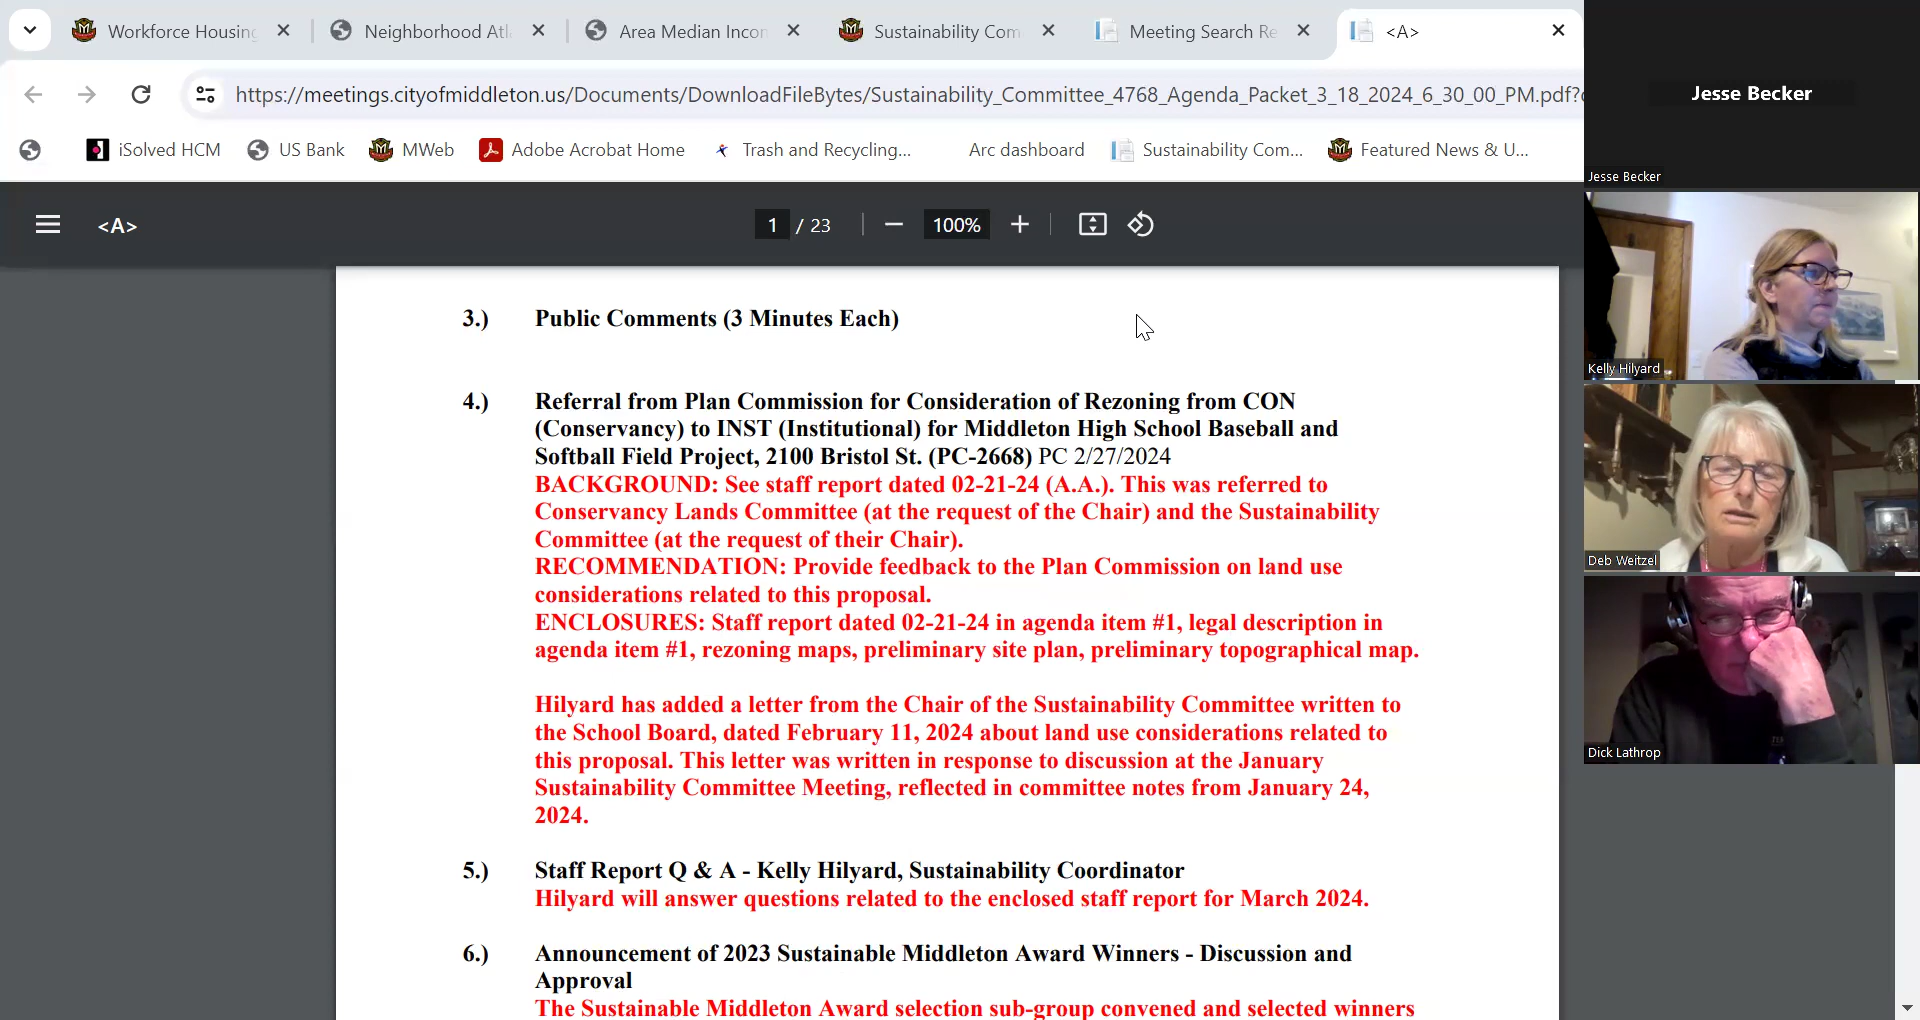 Workforce Housing
Neighborhood Atl
Area Median Incom
Sustainability Com
Meeting Search Re
<A>
https://meetings.cityofmiddleton.us/Documents/DownloadFileBytes/Sustainability_Committee_4768_Agenda_Packet_3_18_2024_6_30_00_PM.pdf?
iSolved HCM
US Bank
MWeb
Adobe Acrobat Home
Trash and Recycling...
Arc dashboard
Sustainability Com...
Featured News & U...
<A>
1 / 23
100%
3.) Public Comments (3 Minutes Each)
4.) Referral from Plan Commission for Consideration of Rezoning from CON
(Conservancy) to INST (Institutional) for Middleton High School Baseball and
Softball Field Project, 2100 Bristol St. (PC-2668) PC 2/27/2024
BACKGROUND: See staff report dated 02-21-24 (A.A.). This was referred to
Conservancy Lands Committee (at the request of the Chair) and the Sustainability
Committee (at the request of their Chair).
RECOMMENDATION: Provide feedback to the Plan Commission on land use
considerations related to this proposal.
ENCLOSURES: Staff report dated 02-21-24 in agenda item #1, legal description in
agenda item #1, rezoning maps, preliminary site plan, preliminary topographical map.
Hilyard has added a letter from the Chair of the Sustainability Committee written to
the School Board, dated February 11, 2024 about land use considerations related to
this proposal. This letter was written in response to discussion at the January
Sustainability Committee Meeting, reflected in committee notes from January 24,
2024.
5.) Staff Report Q & A - Kelly Hilyard, Sustainability Coordinator
Hilyard will answer questions related to the enclosed staff report for March 2024.
6.) Announcement of 2023 Sustainable Middleton Award Winners - Discussion and
Approval
The Sustainable Middleton Award selection sub-group convened and selected winners
Jesse Becker
Jesse Becker
Kelly Hilyard
Deb Weitzel
Dick Lathrop